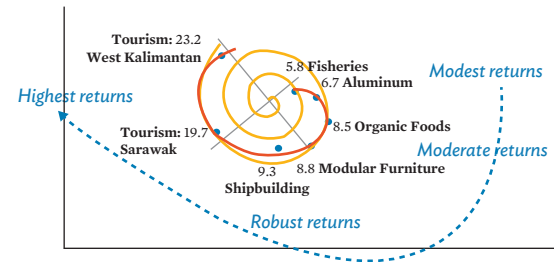 Tourism: 23.2
West Kalimantan
5.8 Fisheries
6.7 Aluminum
Modest returns
Highest returns
8.5 Organic Foods
Tourism: 19.7
Sarawak
Moderate returns
9.3
Shipbuilding
8.8 Modular Furniture
Robust returns